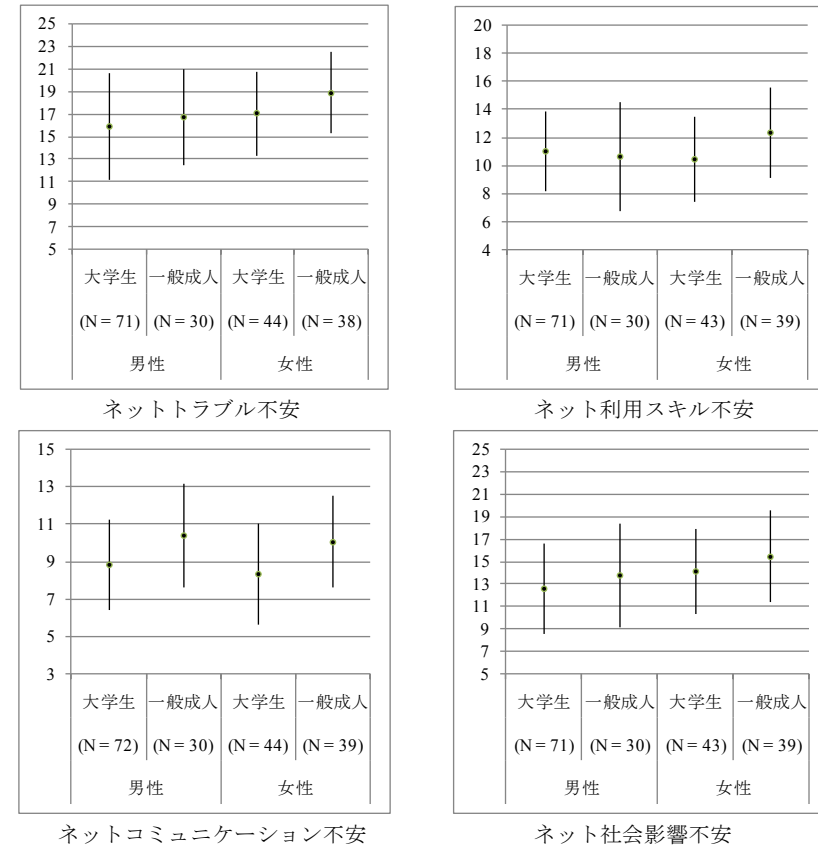 25
23
21
19
17
15
13
11
9
7
5
大学生 一般成人 大学生 一般成人
(N = 71) (N = 30) (N = 44) (N = 38)
男性 女性
ネットトラブル不安
20
18
16
14
12
10
8
6
4
大学生 一般成人 大学生 一般成人
(N = 71) (N = 30) (N = 43) (N = 39)
男性 女性
ネット利用スキル不安
15
13
11
9
7
5
3
大学生 一般成人 大学生 一般成人
(N = 72) (N = 30) (N = 44) (N = 39)
男性 女性
ネットコミュニケーション不安
25
23
21
19
17
15
13
11
9
7
5
大学生 一般成人 大学生 一般成人
(N = 71) (N = 30) (N = 43) (N = 39)
男性 女性
ネット社会影響不安